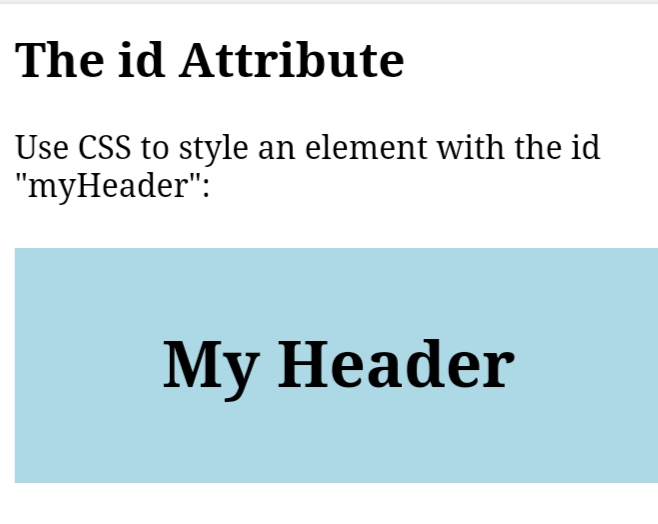 The id Attribute
Use CSS to style an element with the id
"myHeader":
My Header